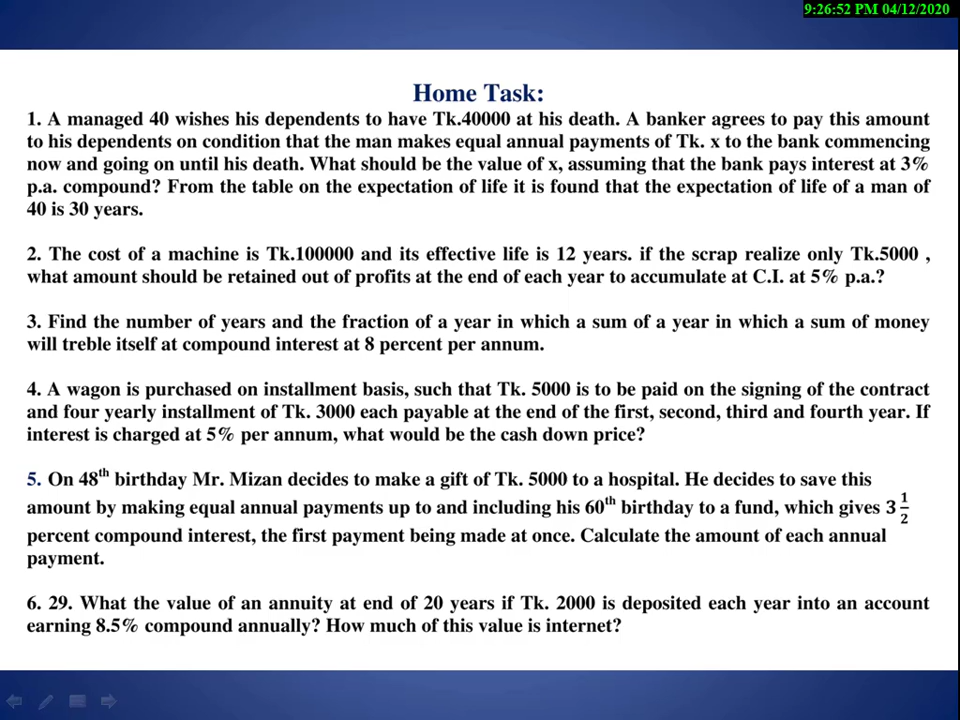 9:26:52 PM 04/12/2020
Home Task:
1. A managed 40 wishes his dependents to have Tk.40000 at his death. A banker agrees to pay this amount
to his dependents on condition that the man makes equal annual payments of Tk. x to the bank commencing
now and going on until his death. What should be the value of x, assuming that the bank pays interest at 3%
p.a. compound? From the table on the expectation of life it is found that the expectation of life of a man of
40 is 30 years.
2. The cost of a machine is Tk.100000 and its effective life is 12 years. if the scrap realize only Tk.5000 ,
what amount should be retained out of profits at the end of each year to accumulate at C.I. at 5% p.a.?
3. Find the number of years and the fraction of a year in which a sum of a year in which a sum of money
will treble itself at compound interest at 8 percent per annum.
4. A wagon is purchased on installment basis, such that Tk. 5000 is to be paid on the signing of the contract
and four yearly installment of Tk. 3000 each payable at the end of the first, second, third and fourth year. If
interest is charged at 5% per annum, what would be the cash down price?
5. On 48th birthday Mr. Mizan decides to make a gift of Tk. 5000 to a hospital. He decides to save this
amount by making equal annual payments up to and including his 60th birthday to a fund, which gives 3 1/2
percent compound interest, the first payment being made at once. Calculate the amount of each annual
payment.
6. 29. What the value of an annuity at end of 20 years if Tk. 2000 is deposited each year into an account
earning 8.5% compound annually? How much of this value is internet?